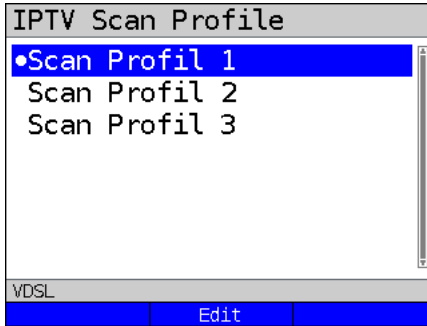 IPTV Scan Profile
•Scan Profil 1
Scan Profil 2
Scan Profil 3
VDSL
Edit